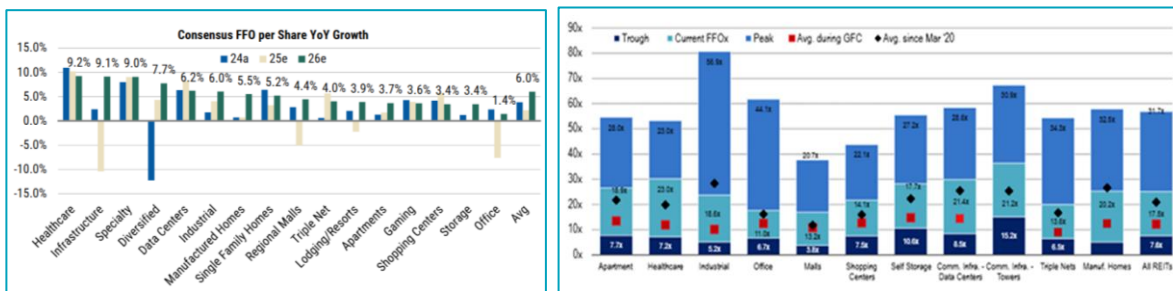 Consensus FFO per Share YoY Growth
24a 25e 26e
15.0%
10.0%
5.0%
0.0%
-5.0%
-10.0%
-15.0%
9.2% 9.1% 9.0% 7.7% 6.2% 6.0% 5.5% 5.2% 4.4% 4.0% 3.9% 3.7% 3.6% 3.4% 3.4% 1.4% 6.0%
Healthcare
Infrastructure
Specialty
Diversified
Data Centers
Industrial
Manufactured Homes
Single Family Homes
Regional Malls
Triple Net
Lodging/Resorts
Apartments
Gaming
Shopping Centers
Storage
Office
Avg
Trough Current FFOx Peak Avg. during GFC Avg. since Mar '20
90x
80x
70x
60x
50x
40x
30x
20x
10x
0x
28.0x 23.0x 56.9x 44.1x 20.7x 22.1x 27.2x 28.6x 30.9x 34.0x 32.6x 31.7x
18.9x 23.0x 18.6x 11.0x 13.2x 14.1x 17.7x 21.4x 21.2x 13.6x 20.2x 17.5x
7.7x 7.2x 5.2x 6.7x 3.8x 7.5x 10.6x 8.5x 15.2x 6.5x 7.6x
Apartment
Healthcare
Industrial
Office
Malls
Shopping
Centers
Self Storage
Comm. Infra. -
Data Centers
Comm. Infra. -
Towers
Triple Nets
Manuf. Homes
All REITs